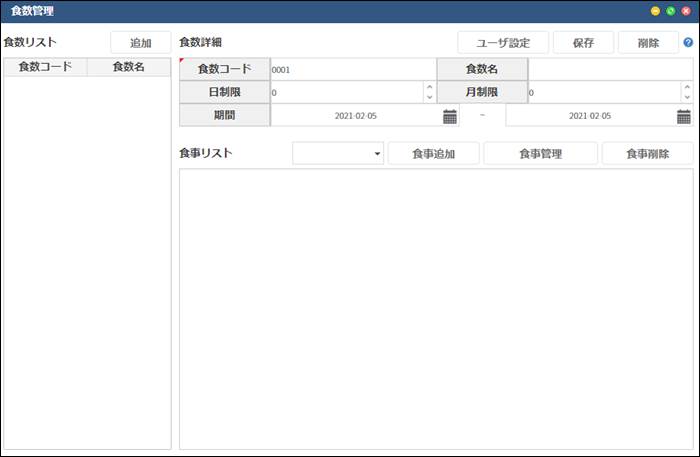 食数管理
食数リスト 追加 食数詳細 ユーザ設定 保存 削除 ?
食数コード 食数名 食数コード 0001 食数名
日制限 0 月制限 0
期間 2021-02-05 ~ 2021-02-05
食事リスト 食事追加 食事管理 食事削除